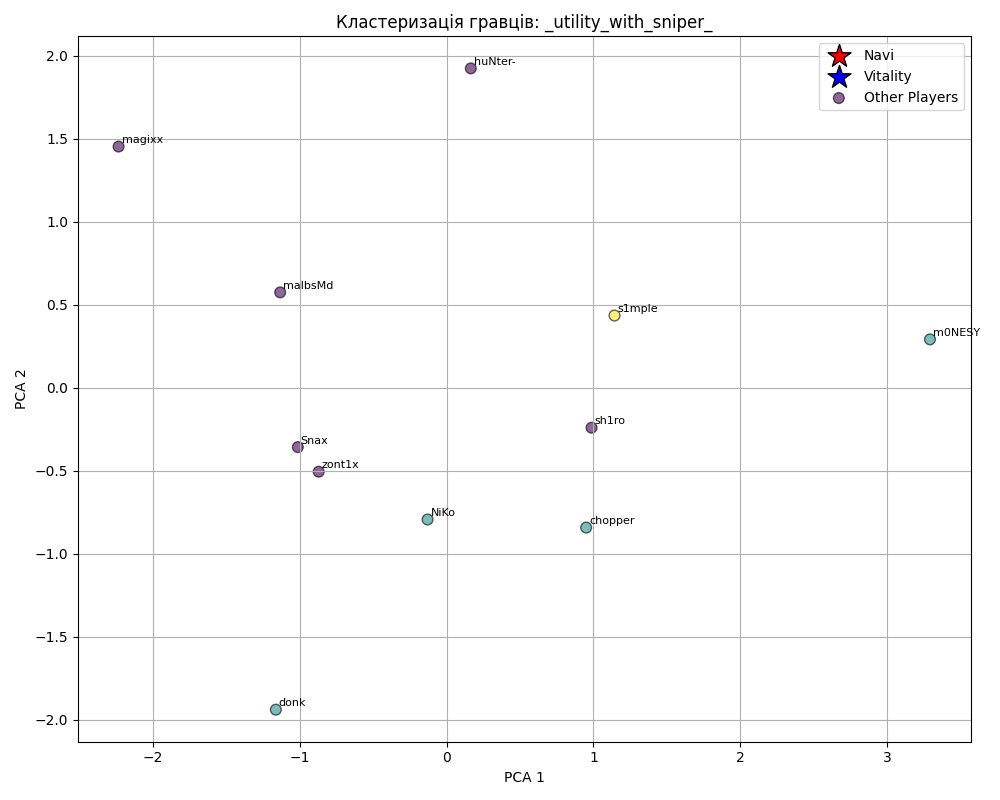 Кластеризація гравців: _utility_with_sniper_
Navi
Vitality
Other Players
huNter-
magixx
malbsMd
s1mple
m0NESY
sh1ro
Snax
zont1x
NiKo
chopper
donk
2.0
1.5
1.0
0.5
0.0
−0.5
−1.0
−1.5
−2.0
PCA 2
−2 −1 0 1 2 3
PCA 1